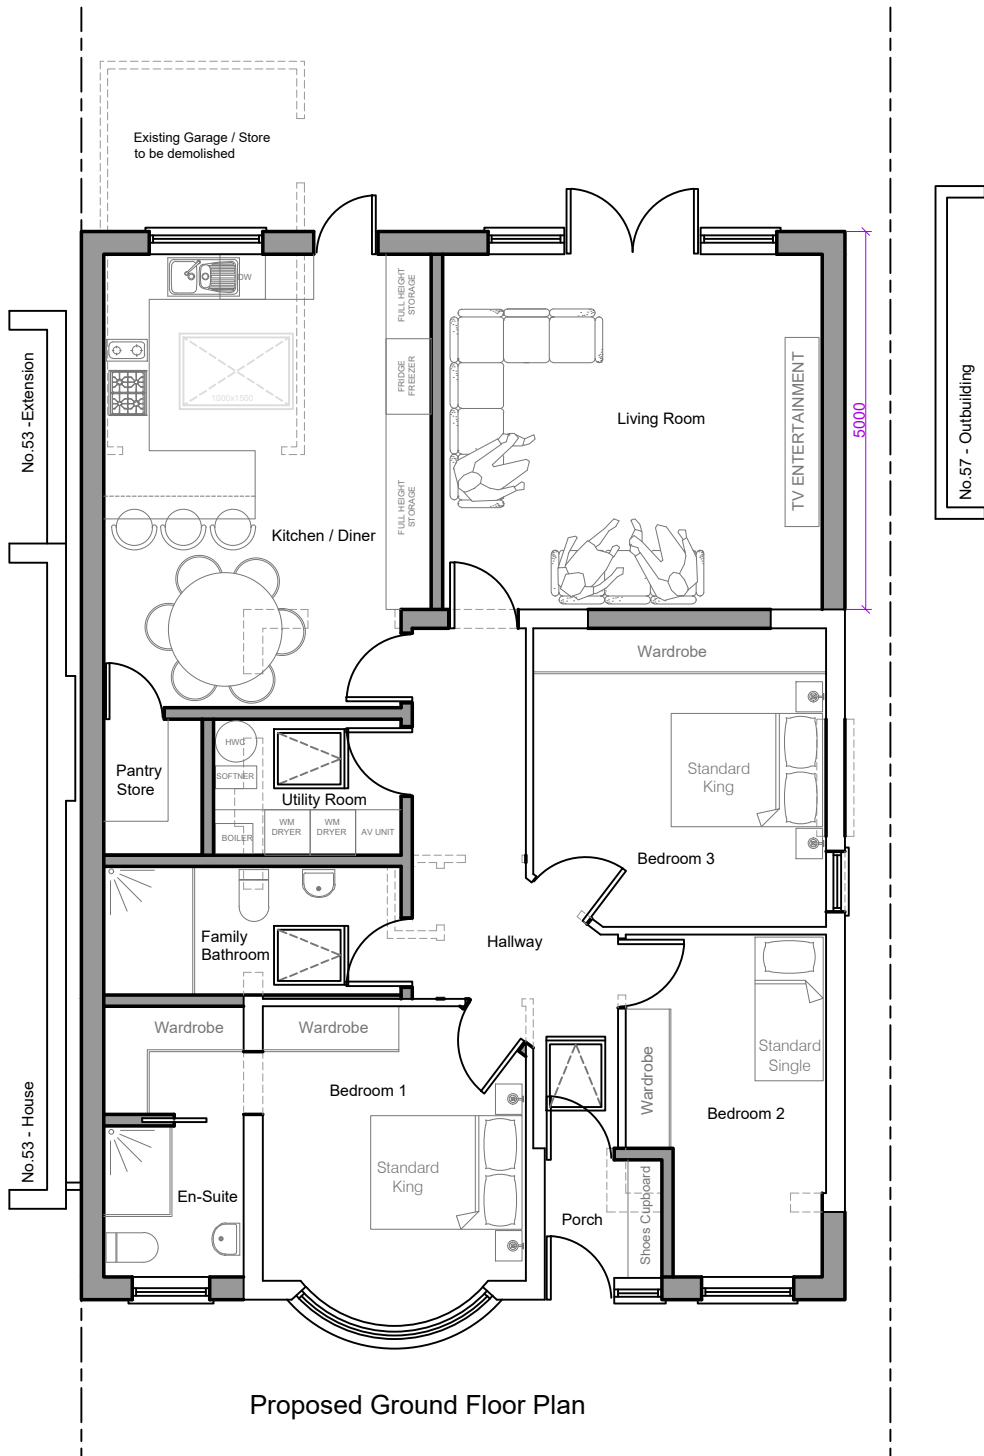 Existing Garage / Store
to be demolished
DW
FULL HEIGHT
STORAGE
FRIDGE
FREEZER
1000x1500
FULL HEIGHT
STORAGE
Kitchen / Diner
Living Room
TV ENTERTAINMENT
5000
No.53 -Extension
No.57 - Outbuilding
Wardrobe
Standard
King
Bedroom 3
Pantry
Store
HWC
SOFTNER
Utility Room
BOILER
WM
DRYER
WM
DRYER
AV UNIT
Family
Bathroom
Hallway
Wardrobe
Wardrobe
Bedroom 1
Standard
King
Standard
Single
Wardrobe
Bedroom 2
No.53 - House
En-Suite
Porch
Shoes Cupboard
Proposed Ground Floor Plan